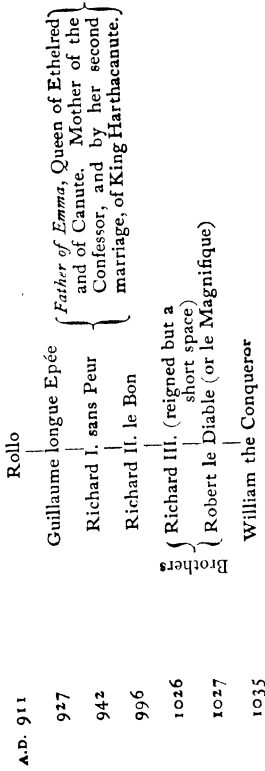 A.D. 911 Rollo
927 Guillaume longue Epée
942 Richard I. sans Peur { Father of Emma, Queen of Ethelred and of Canute. Mother of the Confessor, and by her second marriage, of King Harthacanute. }
996 Richard II. le Bon
Brothers {
1026 Richard III. (reigned but a short space)
1027 Robert le Diable (or le Magnifique)
1035 William the Conqueror